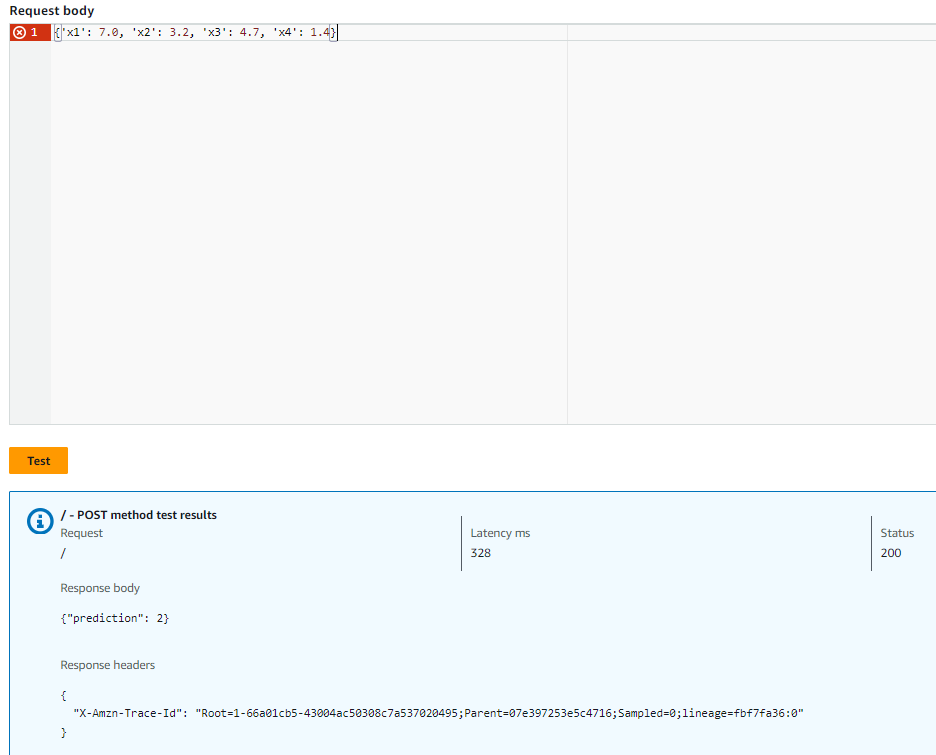 Request body
1 {'x1': 7.0, 'x2': 3.2, 'x3': 4.7, 'x4': 1.4}
Test
/ - POST method test results
Request
/
Latency ms
328
Status
200
Response body
{"prediction": 2}
Response headers
{
"X-Amzn-Trace-Id": "Root=1-66a01cb5-43004ac50308c7a537020495;Parent=07e397253e5c4716;Sampled=0;lineage=fbf7fa36:0"
}